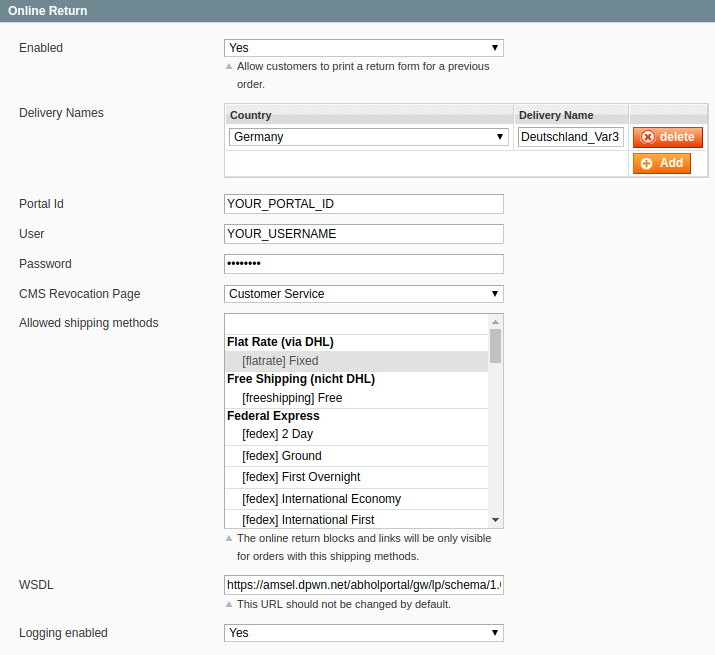 Online Return
Enabled
Yes
Allow customers to print a return form for a previous
order.
Delivery Names
Country
Delivery Name
Germany
Deutschland_Var3
delete
Add
Portal Id
YOUR_PORTAL_ID
User
YOUR_USERNAME
Password
••••••••
CMS Revocation Page
Customer Service
Allowed shipping methods
Flat Rate (via DHL)
[flatrate] Fixed
Free Shipping (nicht DHL)
[freeshipping] Free
Federal Express
[fedex] 2 Day
[fedex] Ground
[fedex] First Overnight
[fedex] International Economy
[fedex] International First
The online return blocks and links will be only visible
for orders with this shipping methods.
WSDL
https://amsel.dpwn.net/abholportal/gw/lp/schema/1.
This URL should not be changed by default.
Logging enabled
Yes